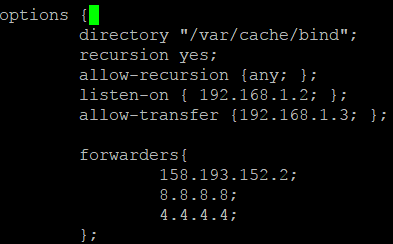 options {
directory "/var/cache/bind";
recursion yes;
allow-recursion {any; };
listen-on { 192.168.1.2; };
allow-transfer {192.168.1.3; };
forwarders{
158.193.152.2;
8.8.8.8;
4.4.4.4;
};